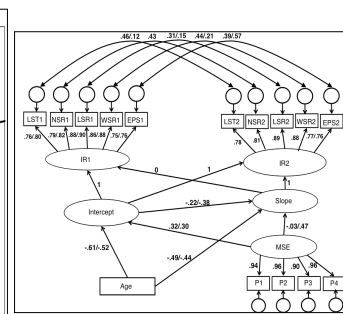 .46/.12 .43 .31/.15 .44/.21 .39/.57
LST1 NSR1 LSR1 WSR1 EPS1 LST2 NSR2 LSR2 WSR2 EPS2
.76/.80 .79/.82 .88/.90 .86/.88 .75/.76 .78 .81 .89 .88 .77/.76
IR1 IR2
0 1
1 1
-.22/-.38
Intercept Slope
.32/.30 -.03/.47
-.61/-.52 -.49/-.44 MSE
.94 .96 .90 .96
Age P1 P2 P3 P4